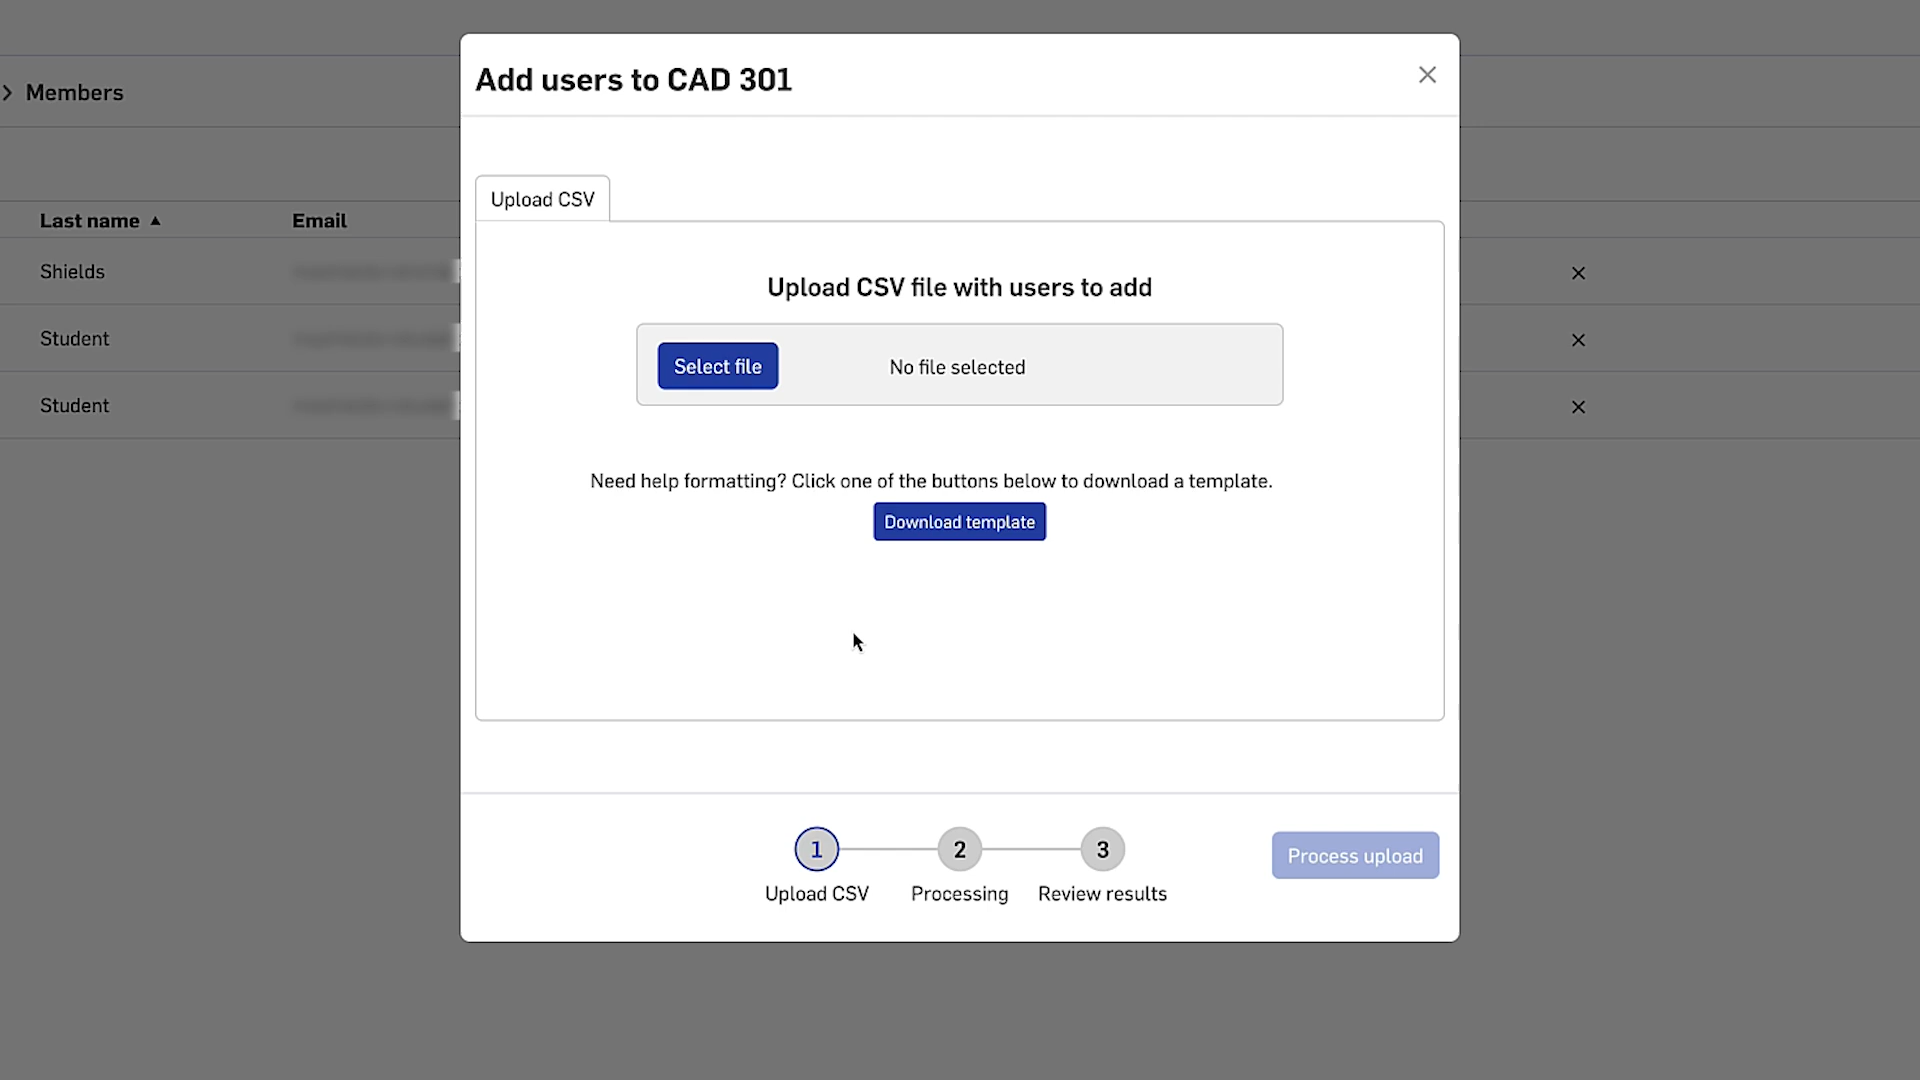 Add users to CAD 301
Members
Upload CSV
Last name ▲ Email
Shields
Student
Student
Upload CSV file with users to add
Select file No file selected
Need help formatting? Click one of the buttons below to download a template.
Download template
1 2 3
Upload CSV Processing Review results
Process upload